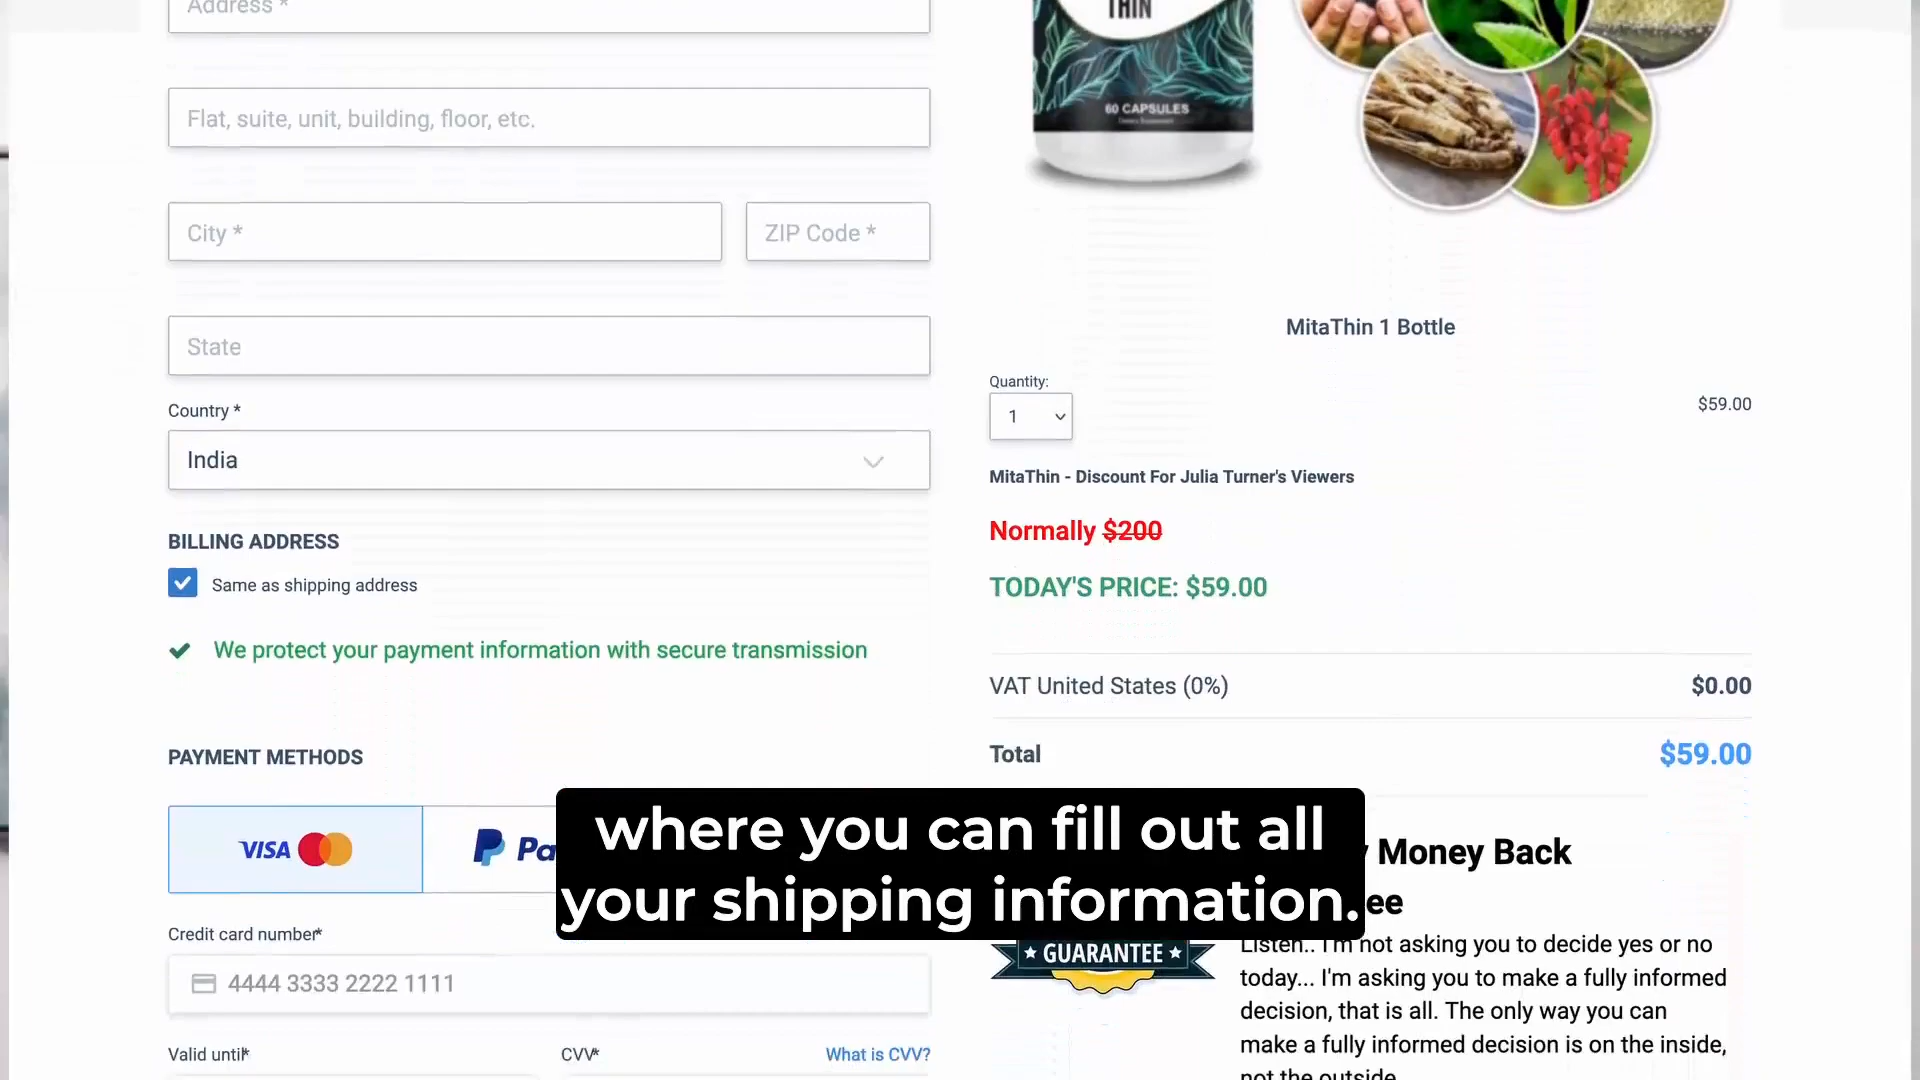 Address *
Flat, suite, unit, building, floor, etc.
City *
ZIP Code *
State
Country *
India
BILLING ADDRESS
Same as shipping address
We protect your payment information with secure transmission
PAYMENT METHODS
VISA
Pa
Credit card number*
4444 3333 2222 1111
Valid until*
CVV*
What is CVV?
THIN
60 CAPSULES
MitaThin 1 Bottle
Quantity:
1
$59.00
MitaThin - Discount For Julia Turner's Viewers
Normally $200
TODAY'S PRICE: $59.00
VAT United States (0%)
$0.00
Total
$59.00
where you can fill out all
your shipping information.
Money Back
ee
GUARANTEE
Listen.. I'm not asking you to decide yes or no
today... I'm asking you to make a fully informed
decision, that is all. The only way you can
make a fully informed decision is on the inside,
not the outside.